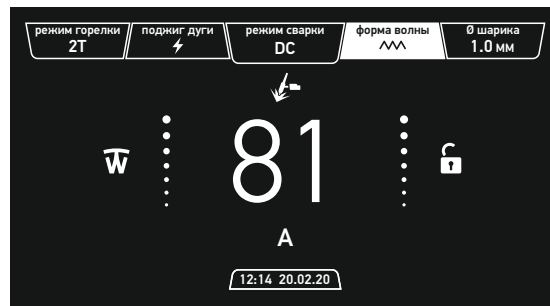 режим горелки
2T
поджиг дуги
режим сварки
DC
форма волны
Ø шарика
1.0 мм
W
81
A
12:14 20.02.20